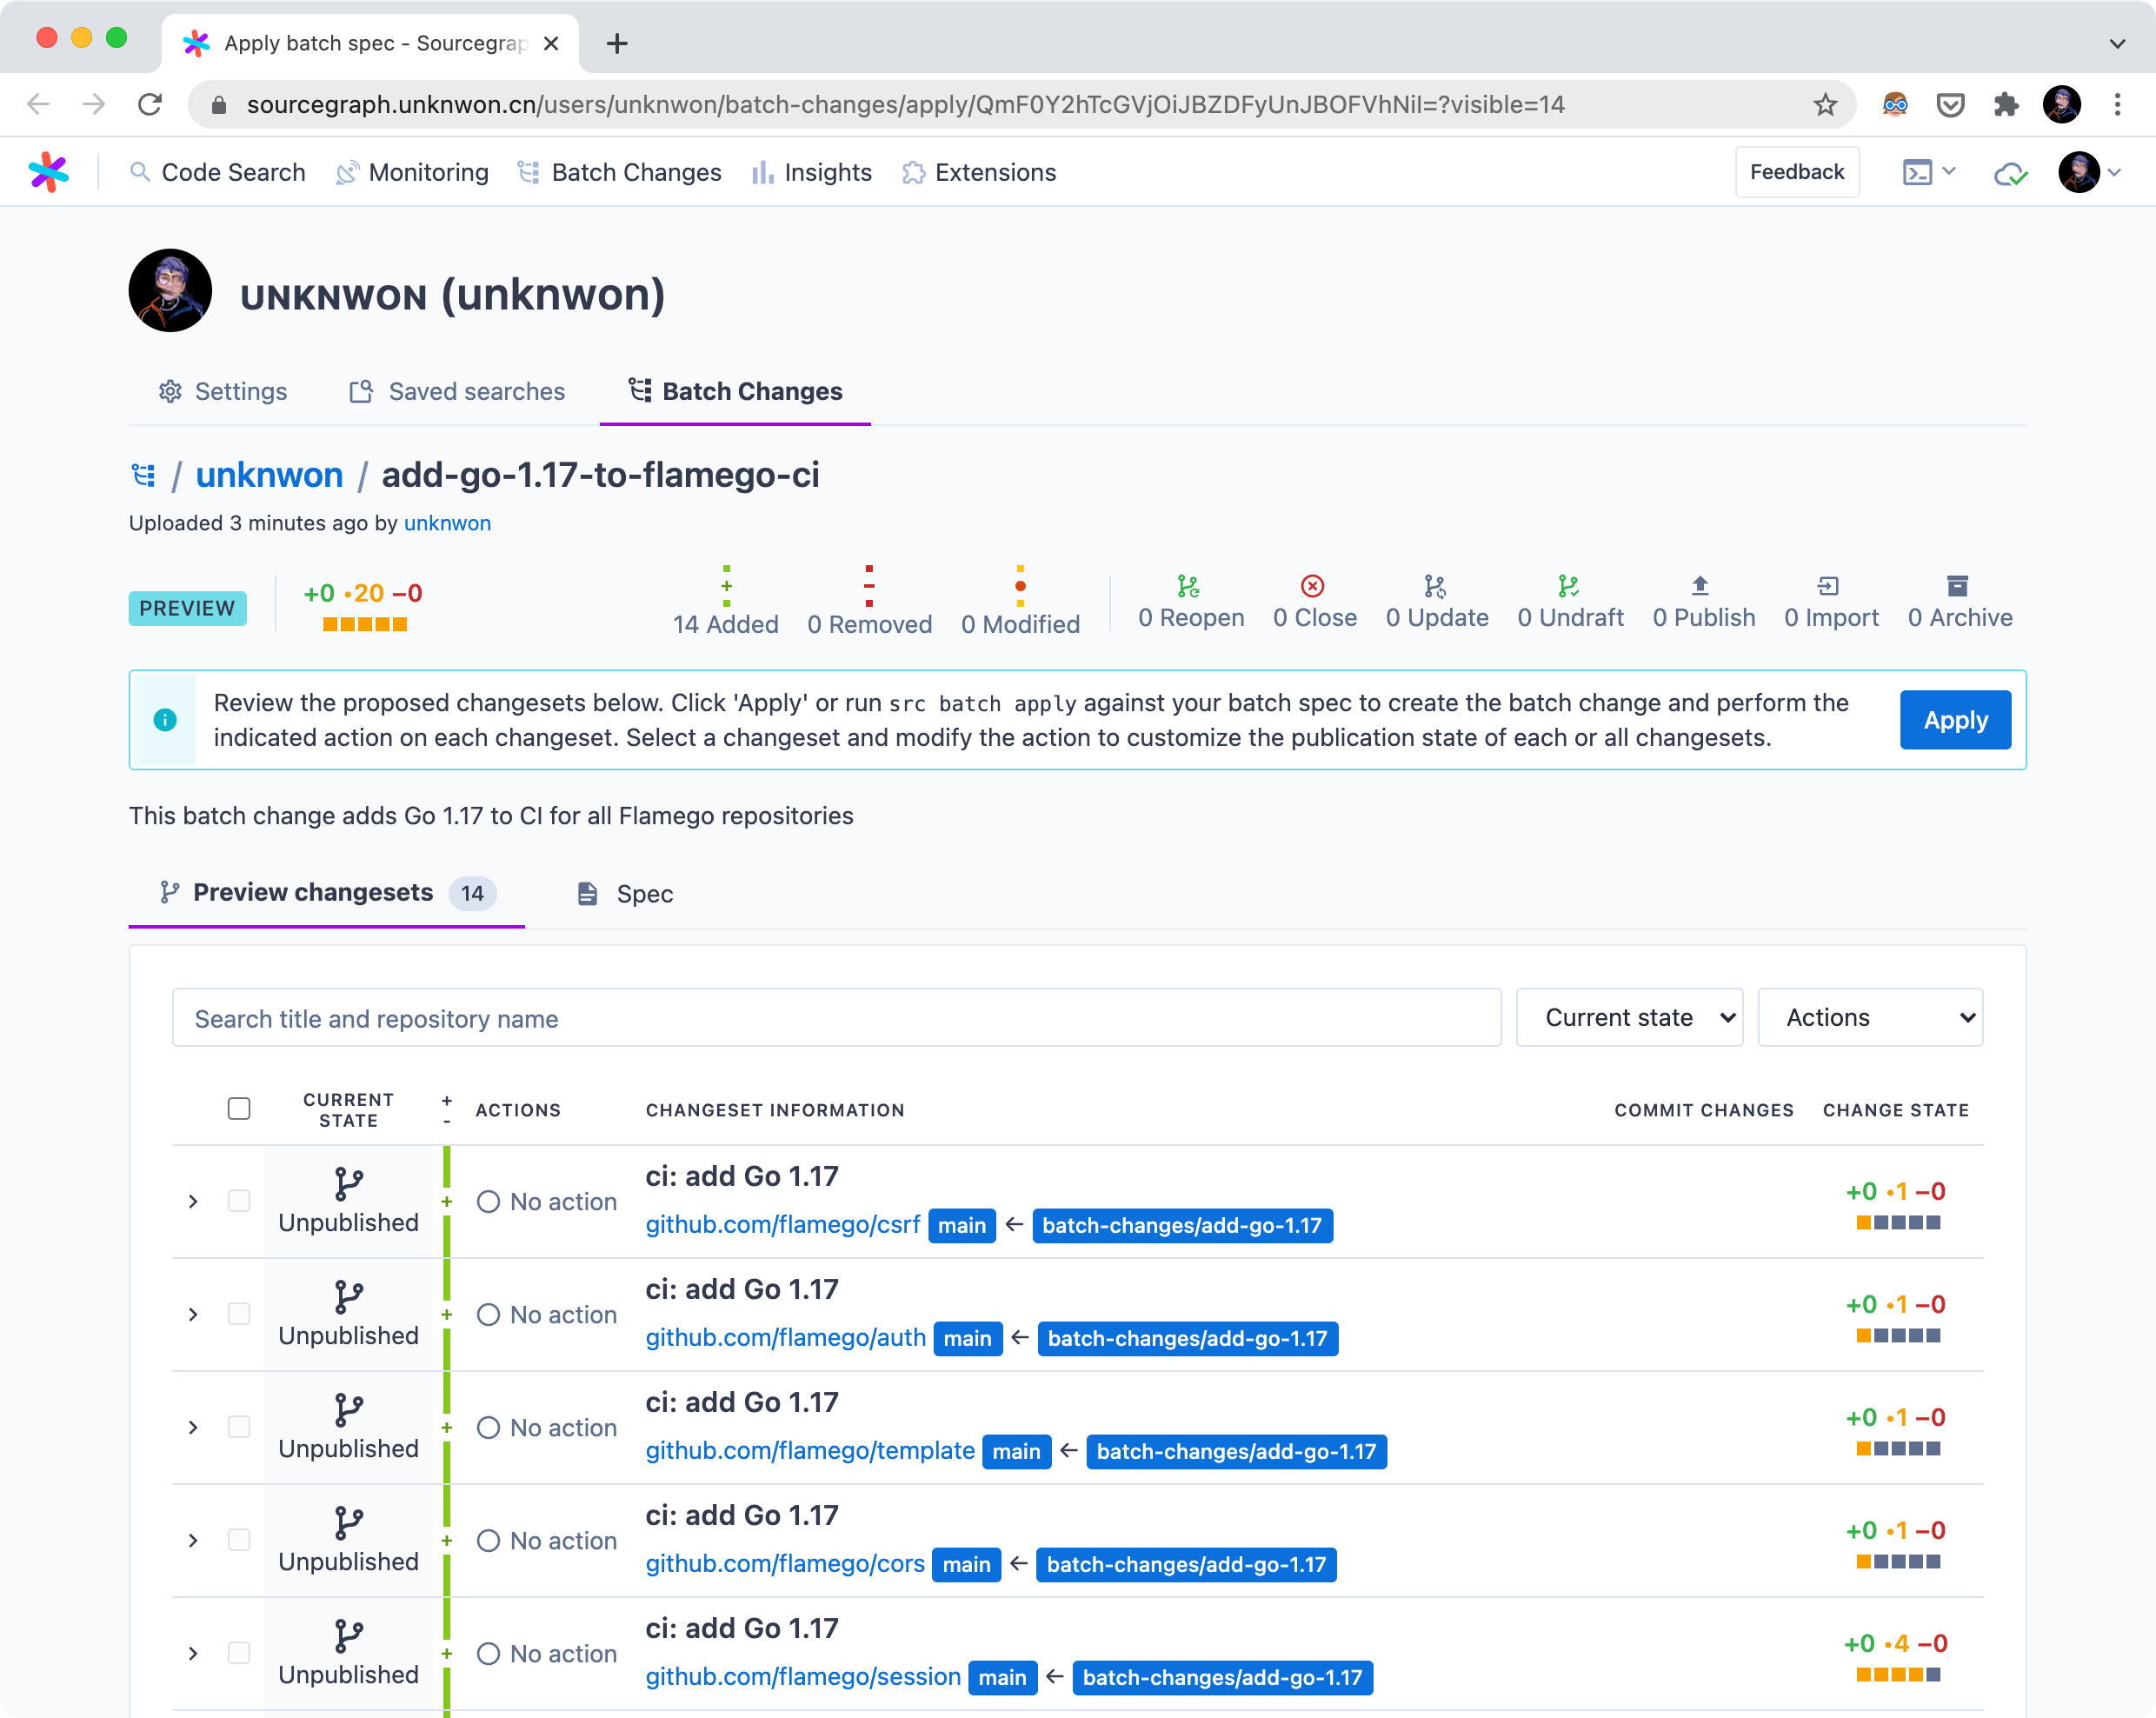 Apply batch spec - Sourcegrap
sourcegraph.unknwon.cn/users/unknwon/batch-changes/apply/QmF0Y2hTcGVjOiJBZDFyUnJBOFVhNiI=?visible=14
Code Search Monitoring Batch Changes Insights Extensions Feedback
ᴜɴᴋɴᴡᴏɴ (unknwon)
Settings Saved searches Batch Changes
/ unknwon / add-go-1.17-to-flamego-ci
Uploaded 3 minutes ago by unknwon
PREVIEW
+0 •20 −0
14 Added 0 Removed 0 Modified 0 Reopen 0 Close 0 Update 0 Undraft 0 Publish 0 Import 0 Archive
Review the proposed changesets below. Click 'Apply' or run src batch apply against your batch spec to create the batch change and perform the
indicated action on each changeset. Select a changeset and modify the action to customize the publication state of each or all changesets.
Apply
This batch change adds Go 1.17 to CI for all Flamego repositories
Preview changesets 14 Spec
Search title and repository name Current state Actions
CURRENT STATE + - ACTIONS CHANGESET INFORMATION COMMIT CHANGES CHANGE STATE
ci: add Go 1.17
Unpublished + No action +0 •1 −0
github.com/flamego/csrf main ← batch-changes/add-go-1.17
ci: add Go 1.17
Unpublished + No action +0 •1 −0
github.com/flamego/auth main ← batch-changes/add-go-1.17
ci: add Go 1.17
Unpublished + No action +0 •1 −0
github.com/flamego/template main ← batch-changes/add-go-1.17
ci: add Go 1.17
Unpublished + No action +0 •1 −0
github.com/flamego/cors main ← batch-changes/add-go-1.17
ci: add Go 1.17
Unpublished + No action +0 •4 −0
github.com/flamego/session main ← batch-changes/add-go-1.17